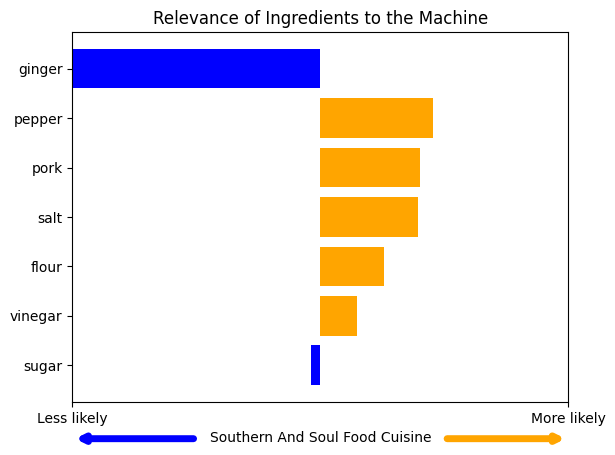 Relevance of Ingredients to the Machine
ginger
pepper
pork
salt
flour
vinegar
sugar
Less likely
More likely
Southern And Soul Food Cuisine